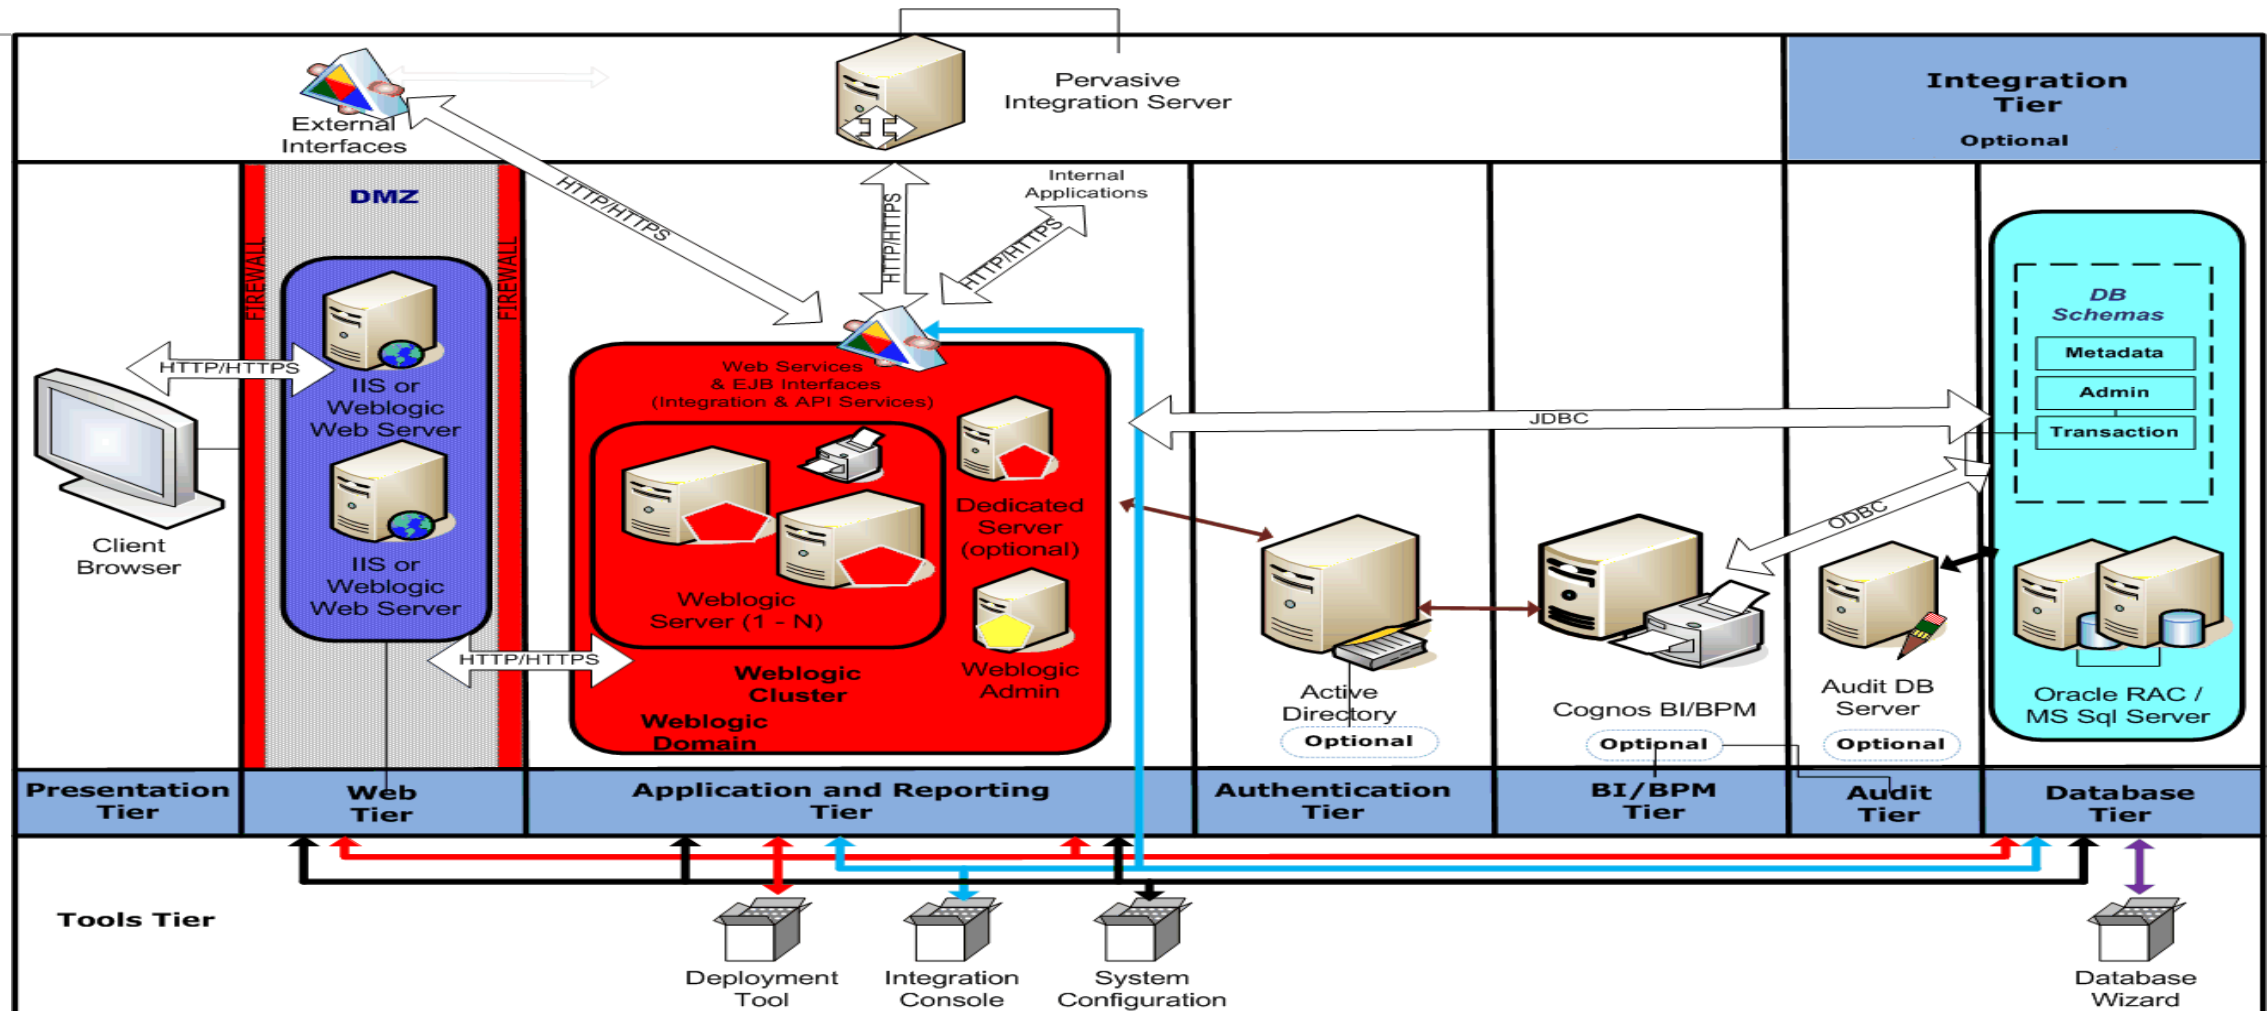 Pervasive
Integration Server
Integration
Tier
Optional
External
Interfaces
Internal
Applications
DMZ
FIREWALL
FIREWALL
HTTP/HTTPS
HTTP/HTTPS
HTTP/HTTPS
HTTP/HTTPS
HTTP/HTTPS
IIS or
Weblogic
Web Server
IIS or
Weblogic
Web Server
Client
Browser
Web Services
& EJB Interfaces
(Integration & API Services)
Dedicated
Server
(optional)
Weblogic
Server (1 - N)
Weblogic
Admin
Weblogic
Cluster
Weblogic
Domain
JDBC
ODBC
Active
Directory
Optional
Cognos BI/BPM
Optional
Audit DB
Server
Optional
DB
Schemas
Metadata
Admin
Transaction
Oracle RAC /
MS Sql Server
Presentation
Tier
Web
Tier
Application and Reporting
Tier
Authentication
Tier
BI/BPM
Tier
Audit
Tier
Database
Tier
Tools Tier
Deployment
Tool
Integration
Console
System
Configuration
Database
Wizard